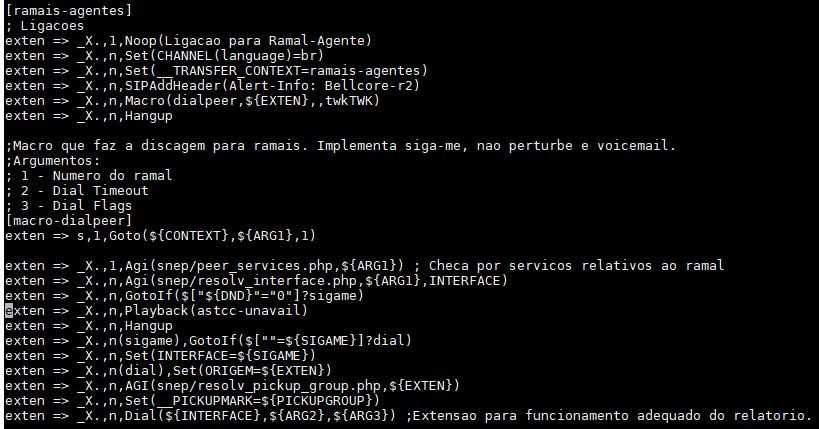 [ramais-agentes]
; Ligacoes
exten => _X.,1,Noop(Ligacao para Ramal-Agente)
exten => _X.,n,Set(CHANNEL(language)=br)
exten => _X.,n,Set(__TRANSFER_CONTEXT=ramais-agentes)
exten => _X.,n,SIPAddHeader(Alert-Info: Bellcore-r2)
exten => _X.,n,Macro(dialpeer,${EXTEN},,twkTWK)
exten => _X.,n,Hangup
;Macro que faz a discagem para ramais. Implementa siga-me, nao perturbe e voicemail.
;Argumentos:
; 1 - Numero do ramal
; 2 - Dial Timeout
; 3 - Dial Flags
[macro-dialpeer]
exten => s,1,Goto(${CONTEXT},${ARG1},1)
exten => _X.,1,Agi(snep/peer_services.php,${ARG1}) ; Checa por servicos relativos ao ramal
exten => _X.,n,Agi(snep/resolv_interface.php,${ARG1},INTERFACE)
exten => _X.,n,GotoIf($["${DND}"="0"]?sigame)
exten => _X.,n,Playback(astcc-unavail)
exten => _X.,n,Hangup
exten => _X.,n(sigame),GotoIf($[""=${SIGAME}]?dial)
exten => _X.,n,Set(INTERFACE=${SIGAME})
exten => _X.,n(dial),Set(ORIGEM=${EXTEN})
exten => _X.,n,AGI(snep/resolv_pickup_group.php,${EXTEN})
exten => _X.,n,Set(__PICKUPMARK=${PICKUPGROUP})
exten => _X.,n,Dial(${INTERFACE},${ARG2},${ARG3}) ;Extensao para funcionamento adequado do relatorio.